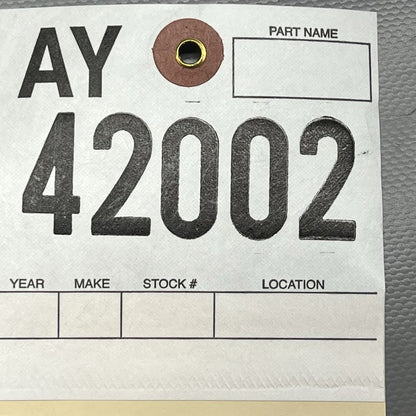 AY PART NAME
42002
YEAR MAKE STOCK # LOCATION